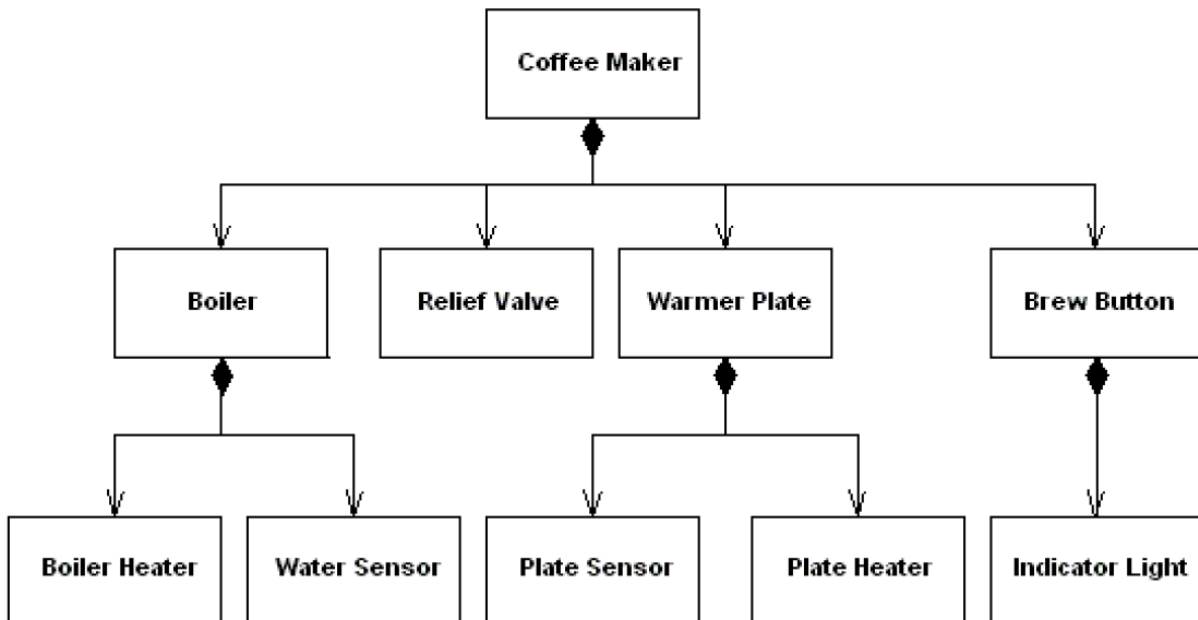 Coffee Maker
Boiler
Relief Valve
Warmer Plate
Brew Button
Boiler Heater
Water Sensor
Plate Sensor
Plate Heater
Indicator Light